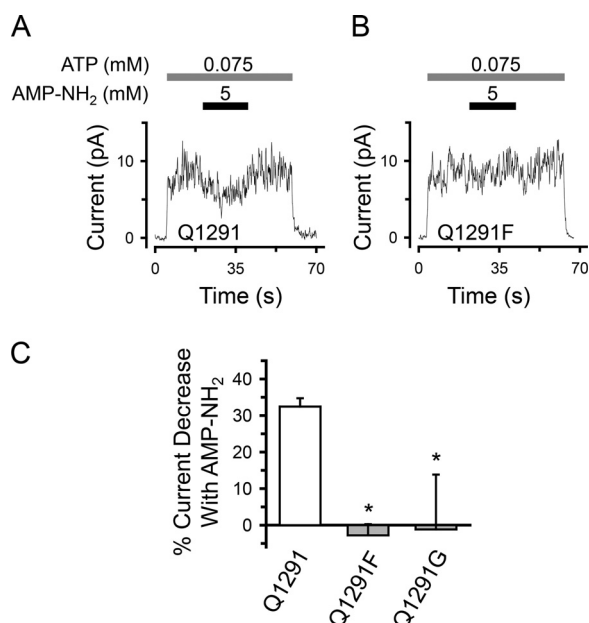 A
B
ATP (mM) 0.075 0.075
AMP-NH2 (mM) 5 5
Current (pA)
10
0
Q1291
0 35 70
Time (s)
Current (pA)
10
0
Q1291F
0 35 70
Time (s)
C
% Current Decrease
With AMP-NH2
40
30
20
10
0
* *
Q1291
Q1291F
Q1291G